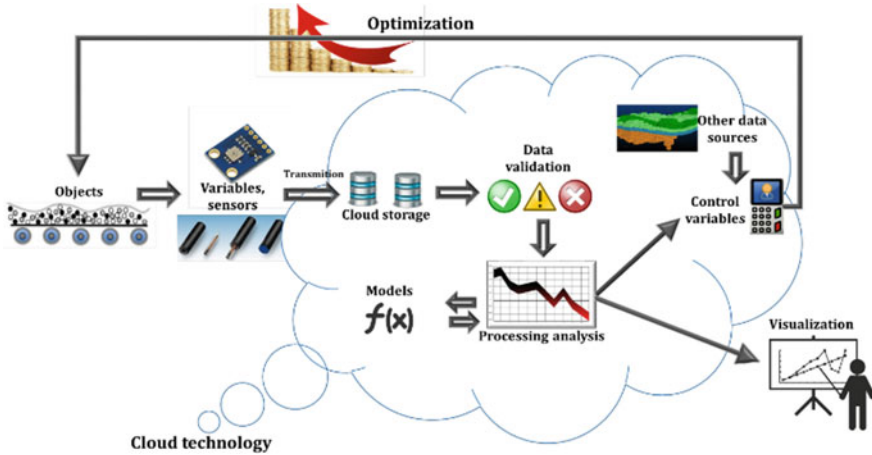 Optimization
Objects
Variables,
sensors
Transmition
Cloud storage
Data
validation
Other data
sources
Control
variables
Models
f(x)
Processing analysis
Visualization
Cloud technology